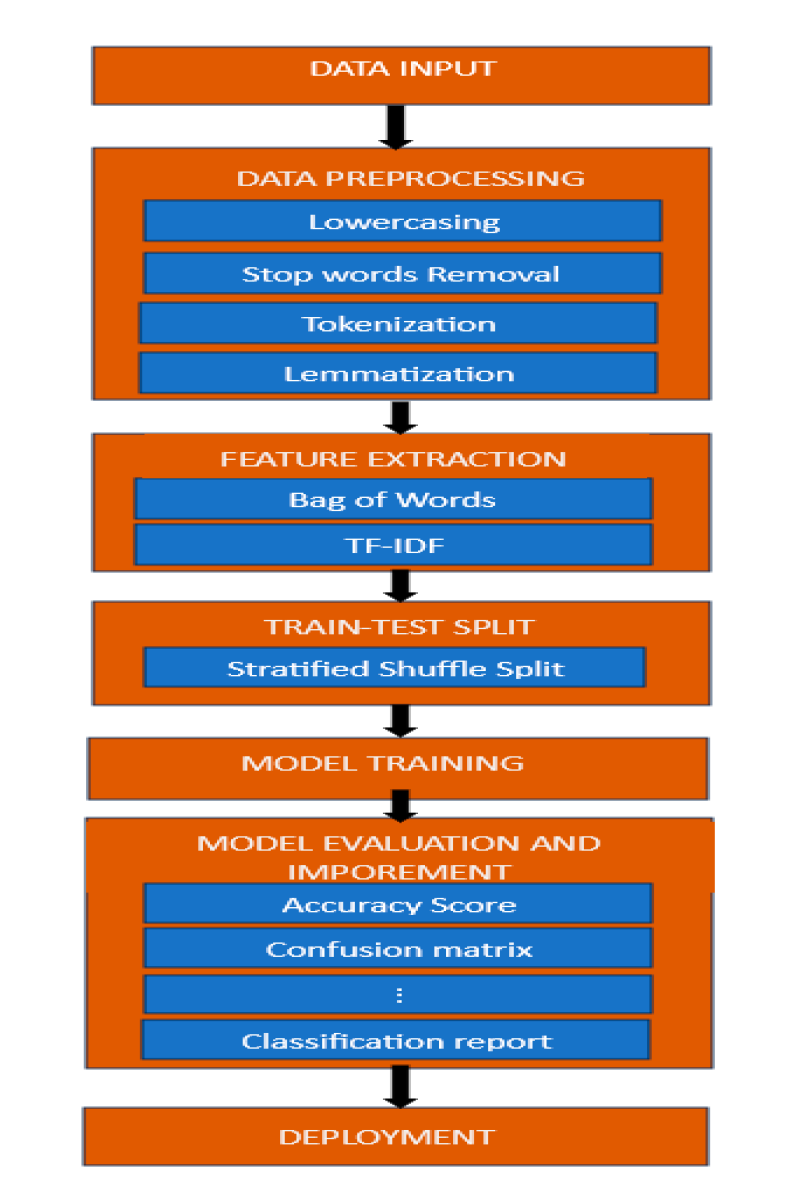 DATA INPUT
DATA PREPROCESSING
Lowercasing
Stop words Removal
Tokenization
Lemmatization
FEATURE EXTRACTION
Bag of Words
TF-IDF
TRAIN-TEST SPLIT
Stratified Shuffle Split
MODEL TRAINING
MODEL EVALUATION AND
IMPOREMENT
Accuracy Score
Confusion matrix
⋮
Classification report
DEPLOYMENT